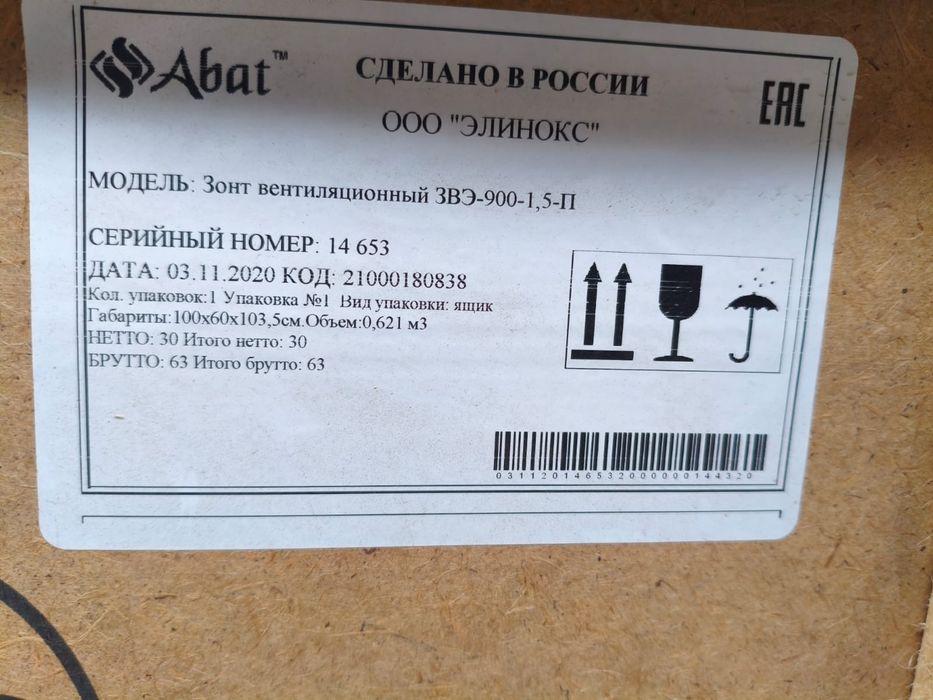 Abat™
СДЕЛАНО В РОССИИ
EAC
ООО "ЭЛИНОКС"
МОДЕЛЬ: Зонт вентиляционный ЗВЭ-900-1,5-П
СЕРИЙНЫЙ НОМЕР: 14 653
ДАТА: 03.11.2020 КОД: 21000180838
Кол. упаковок:1 Упаковка №1 Вид упаковки: ящик
Габариты:100х60х103,5см.Объем:0,621 м3
НЕТТО: 30 Итого нетто: 30
БРУТТО: 63 Итого брутто: 63
031120146532000000144320